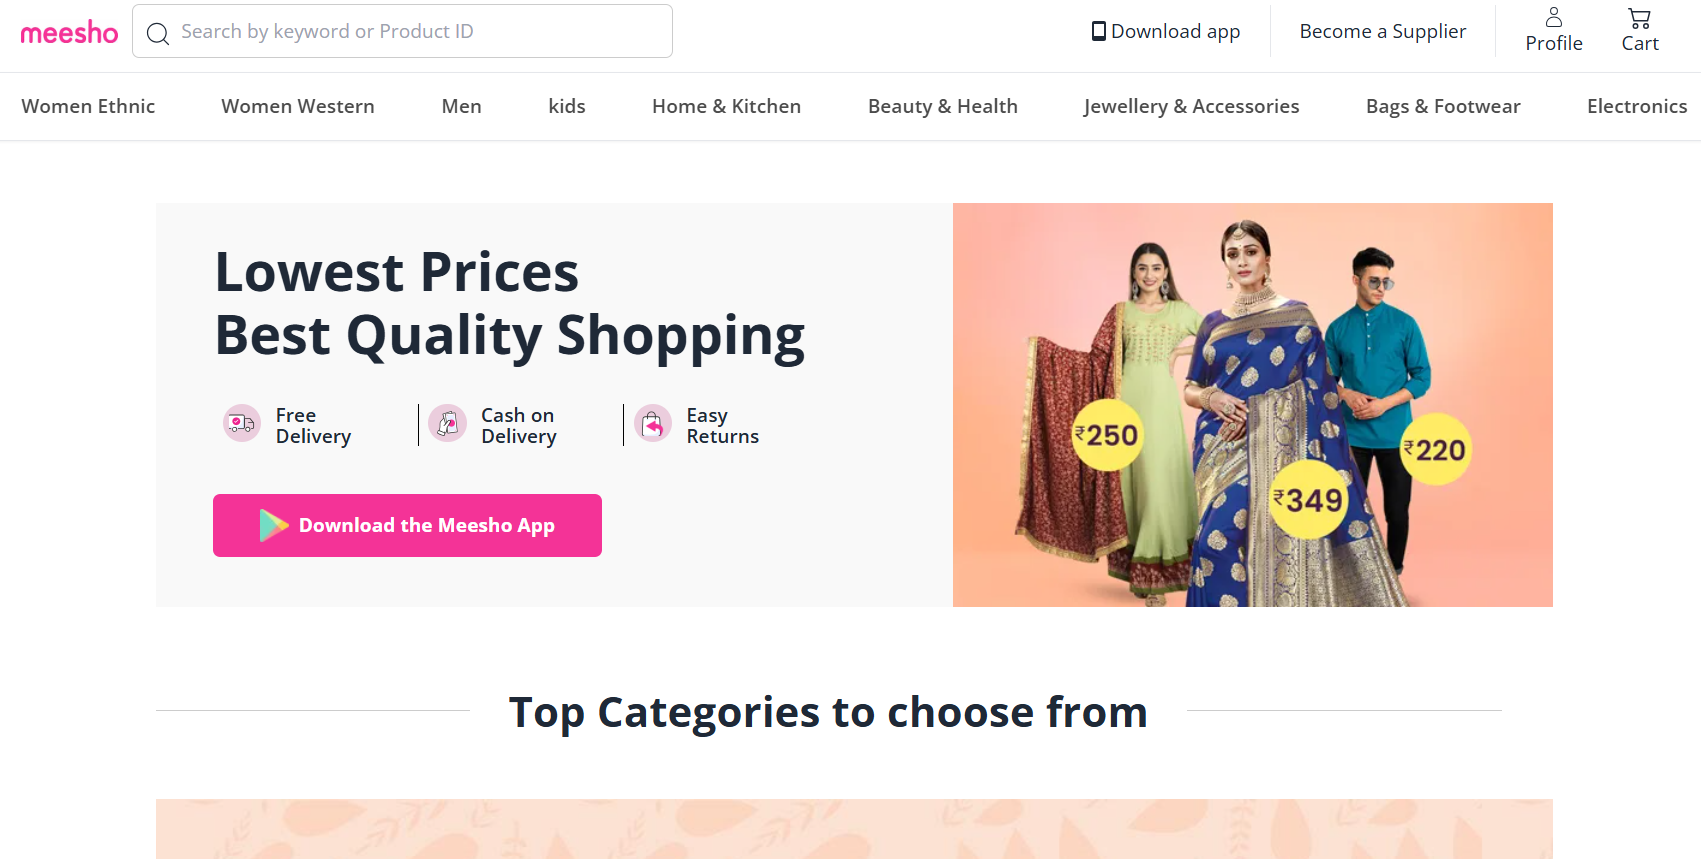 meesho
Search by keyword or Product ID
Download app
Become a Supplier
Profile
Cart
Women Ethnic
Women Western
Men
kids
Home & Kitchen
Beauty & Health
Jewellery & Accessories
Bags & Footwear
Electronics
Lowest Prices
Best Quality Shopping
Free
Delivery
Cash on
Delivery
Easy
Returns
Download the Meesho App
₹250
₹349
₹220
Top Categories to choose from